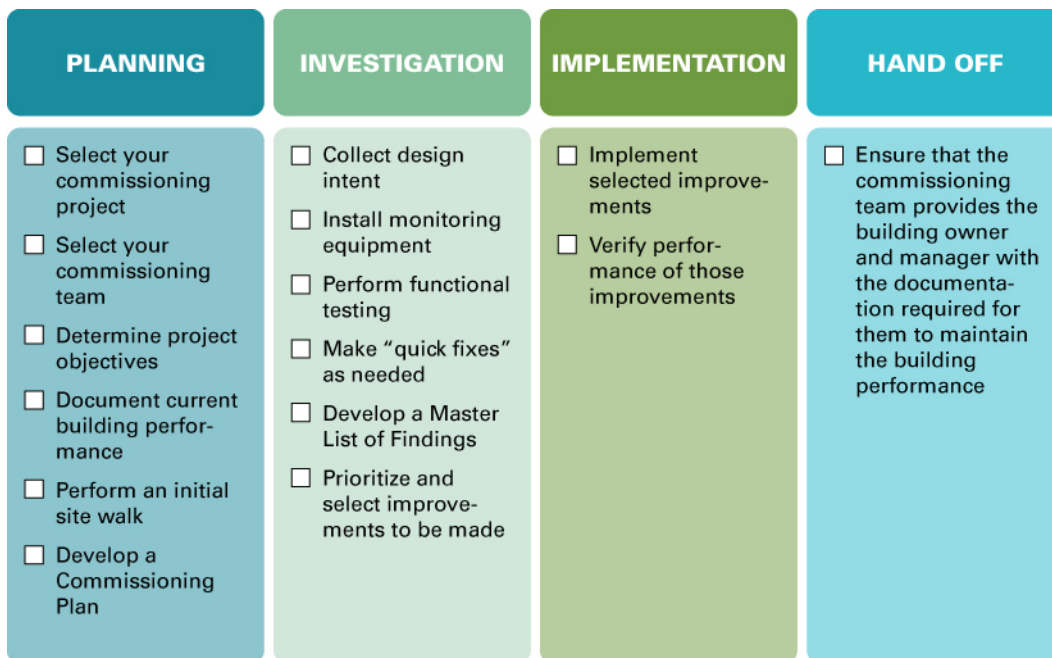 PLANNING
Select your
commissioning
project
Select your
commissioning
team
Determine project
objectives
Document current
building perfor-
mance
Perform an initial
site walk
Develop a
Commissioning
Plan
INVESTIGATION
Collect design
intent
Install monitoring
equipment
Perform functional
testing
Make “quick fixes”
as needed
Develop a Master
List of Findings
Prioritize and
select improve-
ments to be made
IMPLEMENTATION
Implement
selected improve-
ments
Verify perfor-
mance of those
improvements
HAND OFF
Ensure that the
commissioning
team provides the
building owner
and manager with
the documenta-
tion required for
them to maintain
the building
performance